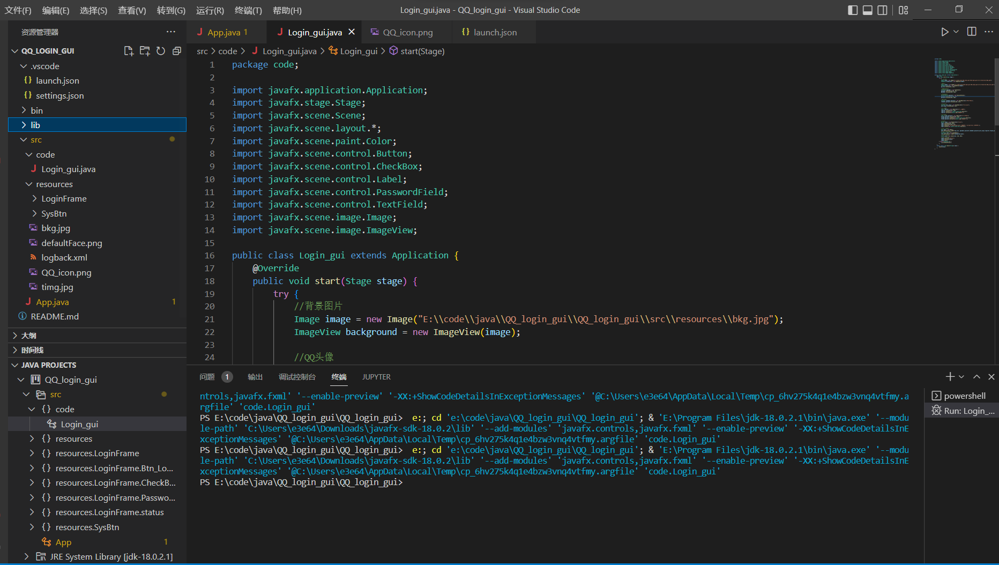 文件(F) 编辑(E) 选择(S) 查看(V) 转到(G) 运行(R) 终端(T) 帮助(H)
Login_gui.java - QQ_login_gui - Visual Studio Code
资源管理器
QQ_LOGIN_GUI
.vscode
{} launch.json
{} settings.json
bin
lib
src
code
J Login_gui.java
resources
LoginFrame
SysBtn
bkg.jpg
defaultFace.png
logback.xml
QQ_icon.png
timg.jpg
J App.java 1
README.md
大纲
时间线
JAVA PROJECTS
QQ_login_gui
src
{} code
Login_gui
{} resources
{} resources.LoginFrame
{} resources.LoginFrame.Btn_Lo...
{} resources.LoginFrame.CheckB...
{} resources.LoginFrame.Passwo...
{} resources.LoginFrame.status
{} resources.SysBtn
App 1
JRE System Library [jdk-18.0.2.1]
J App.java 1
J Login_gui.java
QQ_icon.png
{} launch.json
src > code > J Login_gui.java > Login_gui > start(Stage)
1 package code;
2
3 import javafx.application.Application;
4 import javafx.stage.Stage;
5 import javafx.scene.Scene;
6 import javafx.scene.layout.*;
7 import javafx.scene.paint.Color;
8 import javafx.scene.control.Button;
9 import javafx.scene.control.CheckBox;
10 import javafx.scene.control.Label;
11 import javafx.scene.control.PasswordField;
12 import javafx.scene.control.TextField;
13 import javafx.scene.image.Image;
14 import javafx.scene.image.ImageView;
15
16 public class Login_gui extends Application {
17 @Override
18 public void start(Stage stage) {
19 try {
20 //背景图片
21 Image image = new Image("E:\\code\\java\\QQ_login_gui\\QQ_login_gui\\src\\resources\\bkg.jpg");
22 ImageView background = new ImageView(image);
23
24 //QQ头像
问题 1 输出 调试控制台 终端 JUPYTER
ntrols,javafx.fxml' '--enable-preview' '-XX:+ShowCodeDetailsInExceptionMessages' '@C:\Users\e3e64\AppData\Local\Temp\cp_6hv275k4q1e4bzw3vnq4vtfmy.a
rgfile' 'code.Login_gui'
PS E:\code\java\QQ_login_gui\QQ_login_gui> e:; cd 'e:\code\java\QQ_login_gui\QQ_login_gui'; & 'E:\Program Files\jdk-18.0.2.1\bin\java.exe' '--modu
le-path' 'C:\Users\e3e64\Downloads\javafx-sdk-18.0.2\lib' '--add-modules' 'javafx.controls,javafx.fxml' '--enable-preview' '-XX:+ShowCodeDetailsInE
xceptionMessages' '@C:\Users\e3e64\AppData\Local\Temp\cp_6hv275k4q1e4bzw3vnq4vtfmy.argfile' 'code.Login_gui'
PS E:\code\java\QQ_login_gui\QQ_login_gui> e:; cd 'e:\code\java\QQ_login_gui\QQ_login_gui'; & 'E:\Program Files\jdk-18.0.2.1\bin\java.exe' '--modu
le-path' 'C:\Users\e3e64\Downloads\javafx-sdk-18.0.2\lib' '--add-modules' 'javafx.controls,javafx.fxml' '--enable-preview' '-XX:+ShowCodeDetailsInE
xceptionMessages' '@C:\Users\e3e64\AppData\Local\Temp\cp_6hv275k4q1e4bzw3vnq4vtfmy.argfile' 'code.Login_gui'
PS E:\code\java\QQ_login_gui\QQ_login_gui>
powershell
Run: Login_...